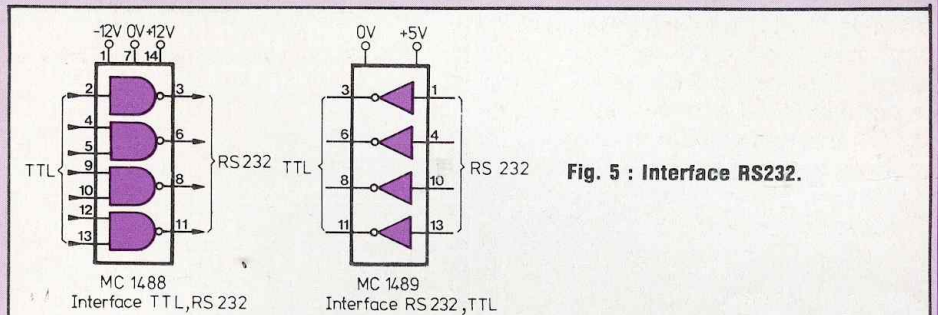 -12V 0V +12V
1 7 14
2 3
4
5 6
9
10 8
12
13 11
TTL
RS 232
MC 1488
Interface TTL, RS 232
0V +5V
3 1
6 4
8 10
11 13
TTL
RS 232
MC 1489
Interface RS 232, TTL
Fig. 5 : Interface RS232.